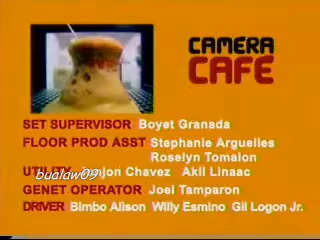 CAMERA
CAFE
SET SUPERVISOR Boyet Granada
FLOOR PROD ASST Stephanie Arguelles
Roselyn Tomalon
UTILITY Jonjon Chavez Akil Linaac
bualaw09
GENET OPERATOR Joel Tamparon
DRIVER Bimbo Alison Willy Esmino Gil Logon Jr.